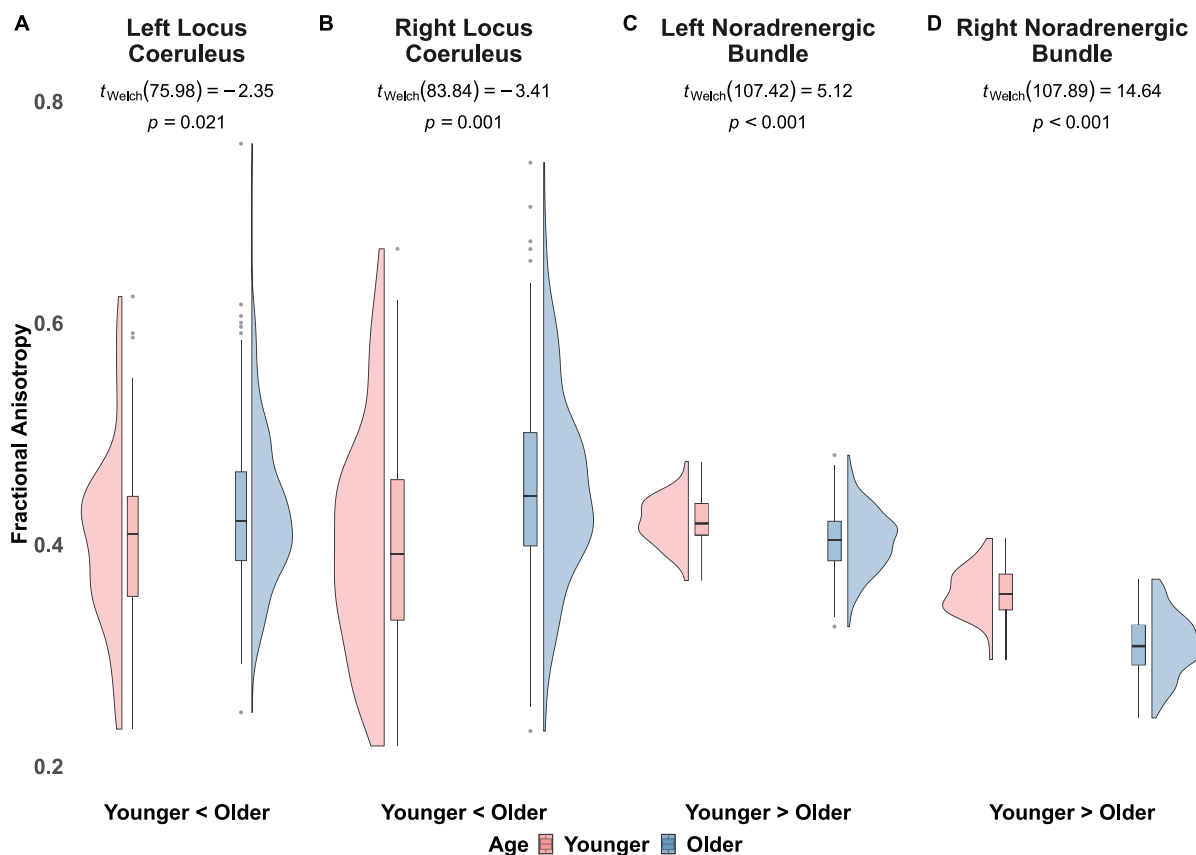 A
Left Locus
Coeruleus
tWelch(75.98) = −2.35
p = 0.021
B
Right Locus
Coeruleus
tWelch(83.84) = −3.41
p = 0.001
C
Left Noradrenergic
Bundle
tWelch(107.42) = 5.12
p < 0.001
D
Right Noradrenergic
Bundle
tWelch(107.89) = 14.64
p < 0.001
Fractional Anisotropy
0.8
0.6
0.4
0.2
Younger < Older
Younger < Older
Younger > Older
Younger > Older
Age Younger Older